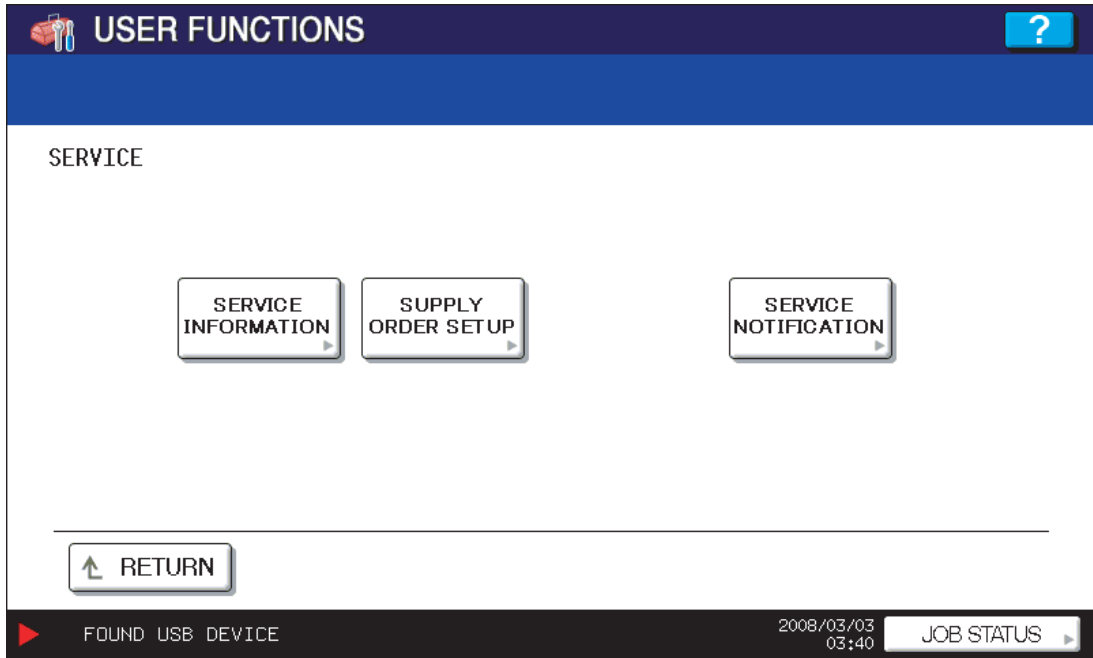 USER FUNCTIONS
?
SERVICE
SERVICE
INFORMATION
SUPPLY
ORDER SETUP
SERVICE
NOTIFICATION
RETURN
FOUND USB DEVICE
2008/03/03
03:40
JOB STATUS